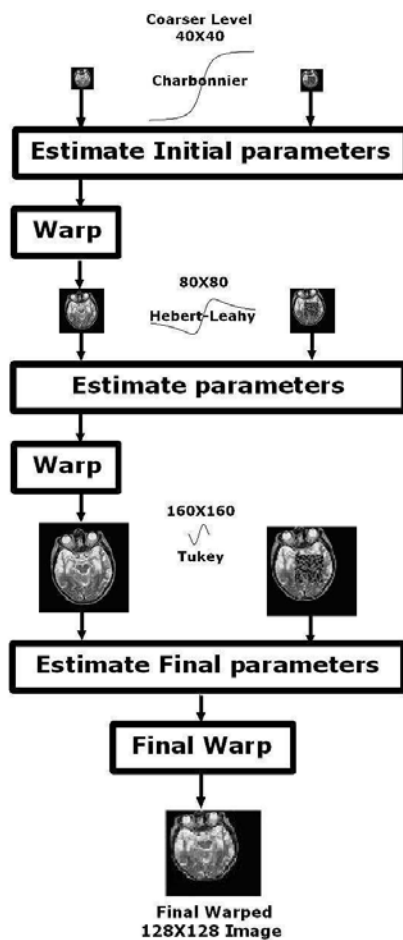 Coarser Level
40X40
Charbonnier
Estimate Initial parameters
Warp
80X80
Hebert-Leahy
Estimate parameters
Warp
160X160
Tukey
Estimate Final parameters
Final Warp
Final Warped
128X128 Image